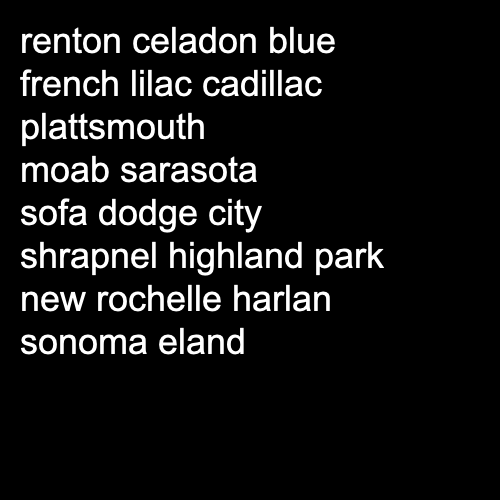 renton celadon blue
french lilac cadillac
plattsmouth
moab sarasota
sofa dodge city
shrapnel highland park
new rochelle harlan
sonoma eland